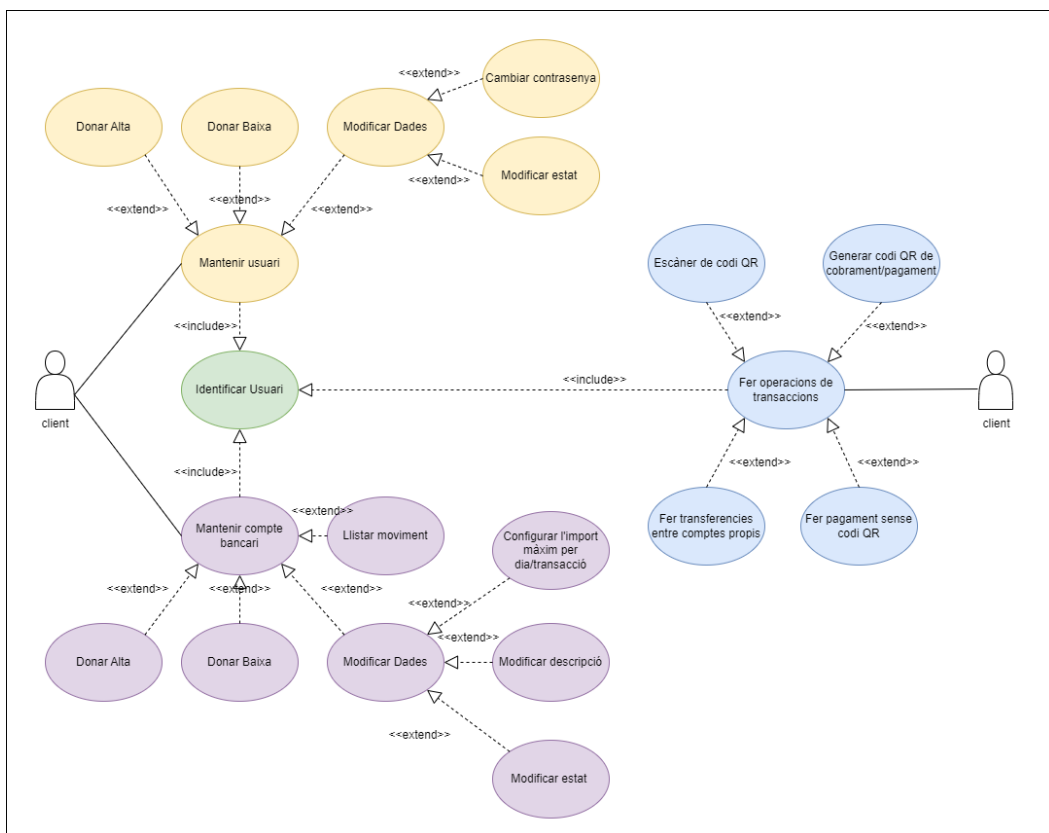 <<extend>>
Cambiar contrasenya
Donar Alta
Donar Baixa
Modificar Dades
<<extend>>
Modificar estat
<<extend>>
<<extend>>
<<extend>>
Mantenir usuari
Escàner de codi QR
Generar codi QR de
cobrament/pagament
<<include>>
<<extend>>
<<extend>>
Identificar Usuari
<<include>>
Fer operacions de
transaccions
client
client
<<include>>
<<extend>>
<<extend>>
<<extend>>
Mantenir compte
bancari
Llistar moviment
Fer transferencies
entre comptes propis
Fer pagament sense
codi QR
Configurar l'import
màxim per
dia/transacció
<<extend>>
<<extend>>
<<extend>>
<<extend>>
<<extend>>
Donar Alta
Donar Baixa
Modificar Dades
Modificar descripció
<<extend>>
Modificar estat